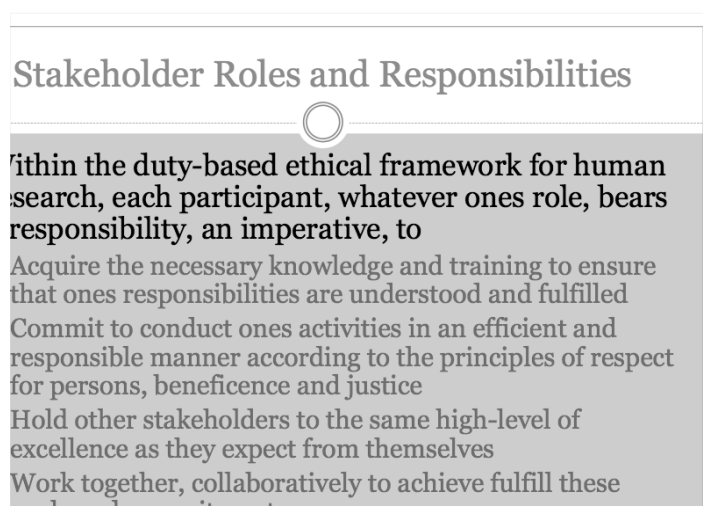 Stakeholder Roles and Responsibilities
ithin the duty-based ethical framework for human
search, each participant, whatever ones role, bears
responsibility, an imperative, to
Acquire the necessary knowledge and training to ensure
that ones responsibilities are understood and fulfilled
Commit to conduct ones activities in an efficient and
responsible manner according to the principles of respect
for persons, beneficence and justice
Hold other stakeholders to the same high-level of
excellence as they expect from themselves
Work together, collaboratively to achieve fulfill these